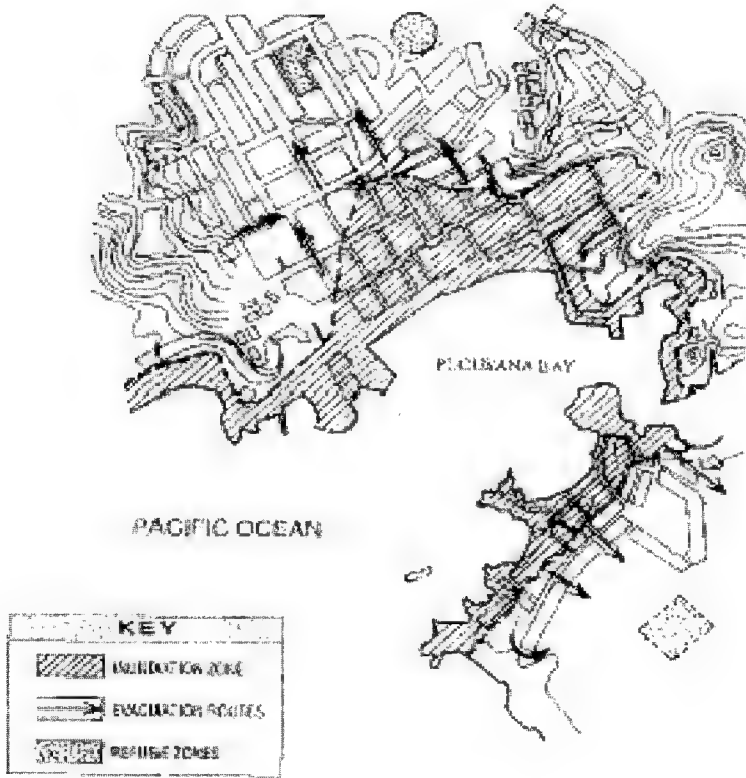 PUCUSANA BAY
PACIFIC OCEAN
KEY
INUNDATION ZONE
EVACUATION ROUTES
REFUGE ZONES